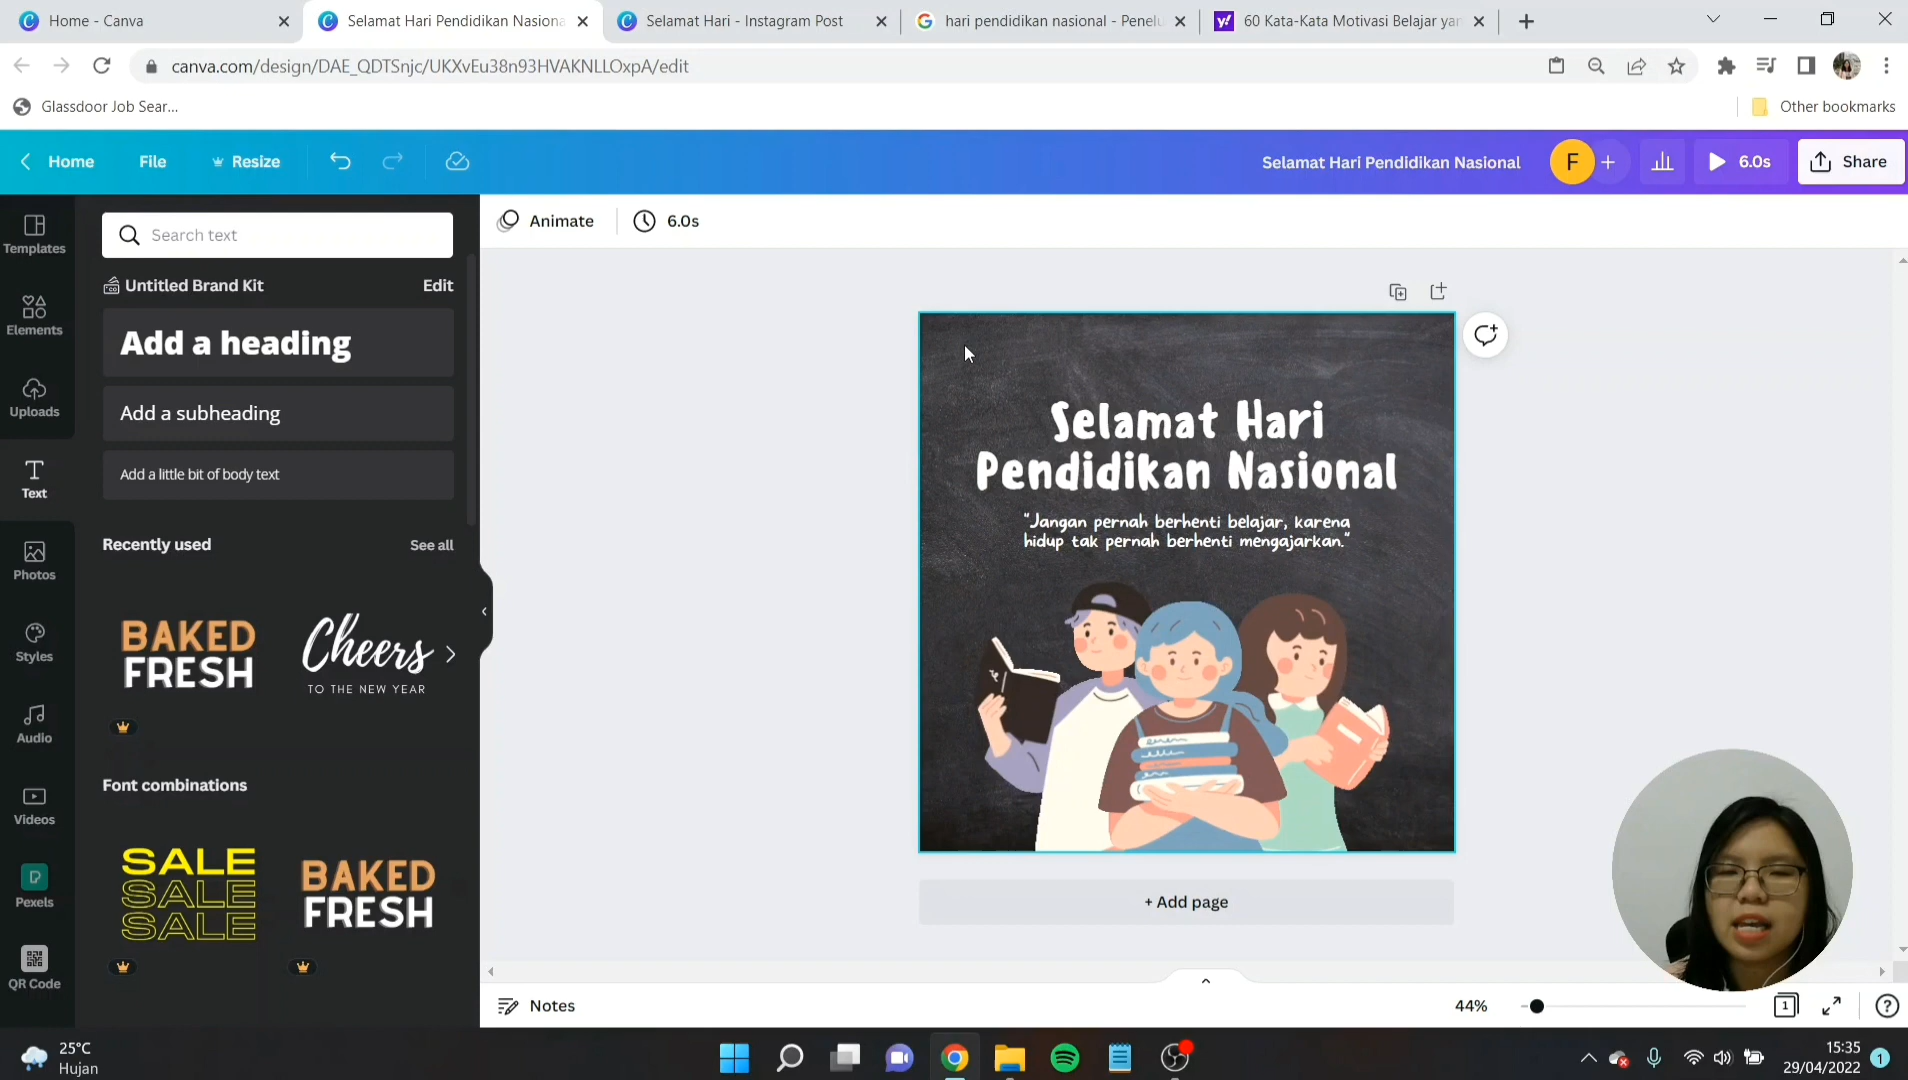 Home - Canva
Selamat Hari Pendidikan Nasiona
Selamat Hari - Instagram Post
hari pendidikan nasional - Penelu
60 Kata-Kata Motivasi Belajar yan
canva.com/design/DAE_QDTSnjc/UKXvEu38n93HVAKNLLOxpA/edit
Glassdoor Job Sear...
Other bookmarks
Home
File
Resize
Selamat Hari Pendidikan Nasional
F
6.0s
Share
Templates
Elements
Uploads
Text
Photos
Styles
Audio
Videos
Pexels
QR Code
Search text
Untitled Brand Kit
Edit
Add a heading
Add a subheading
Add a little bit of body text
Recently used
See all
BAKED
FRESH
Cheers
TO THE NEW YEAR
Font combinations
SALE
SALE
SALE
BAKED
FRESH
Animate
6.0s
Selamat Hari
Pendidikan Nasional
"Jangan pernah berhenti belajar, karena
hidup tak pernah berhenti mengajarkan."
+ Add page
Notes
44%
1
25°C
Hujan
15:35
29/04/2022
1